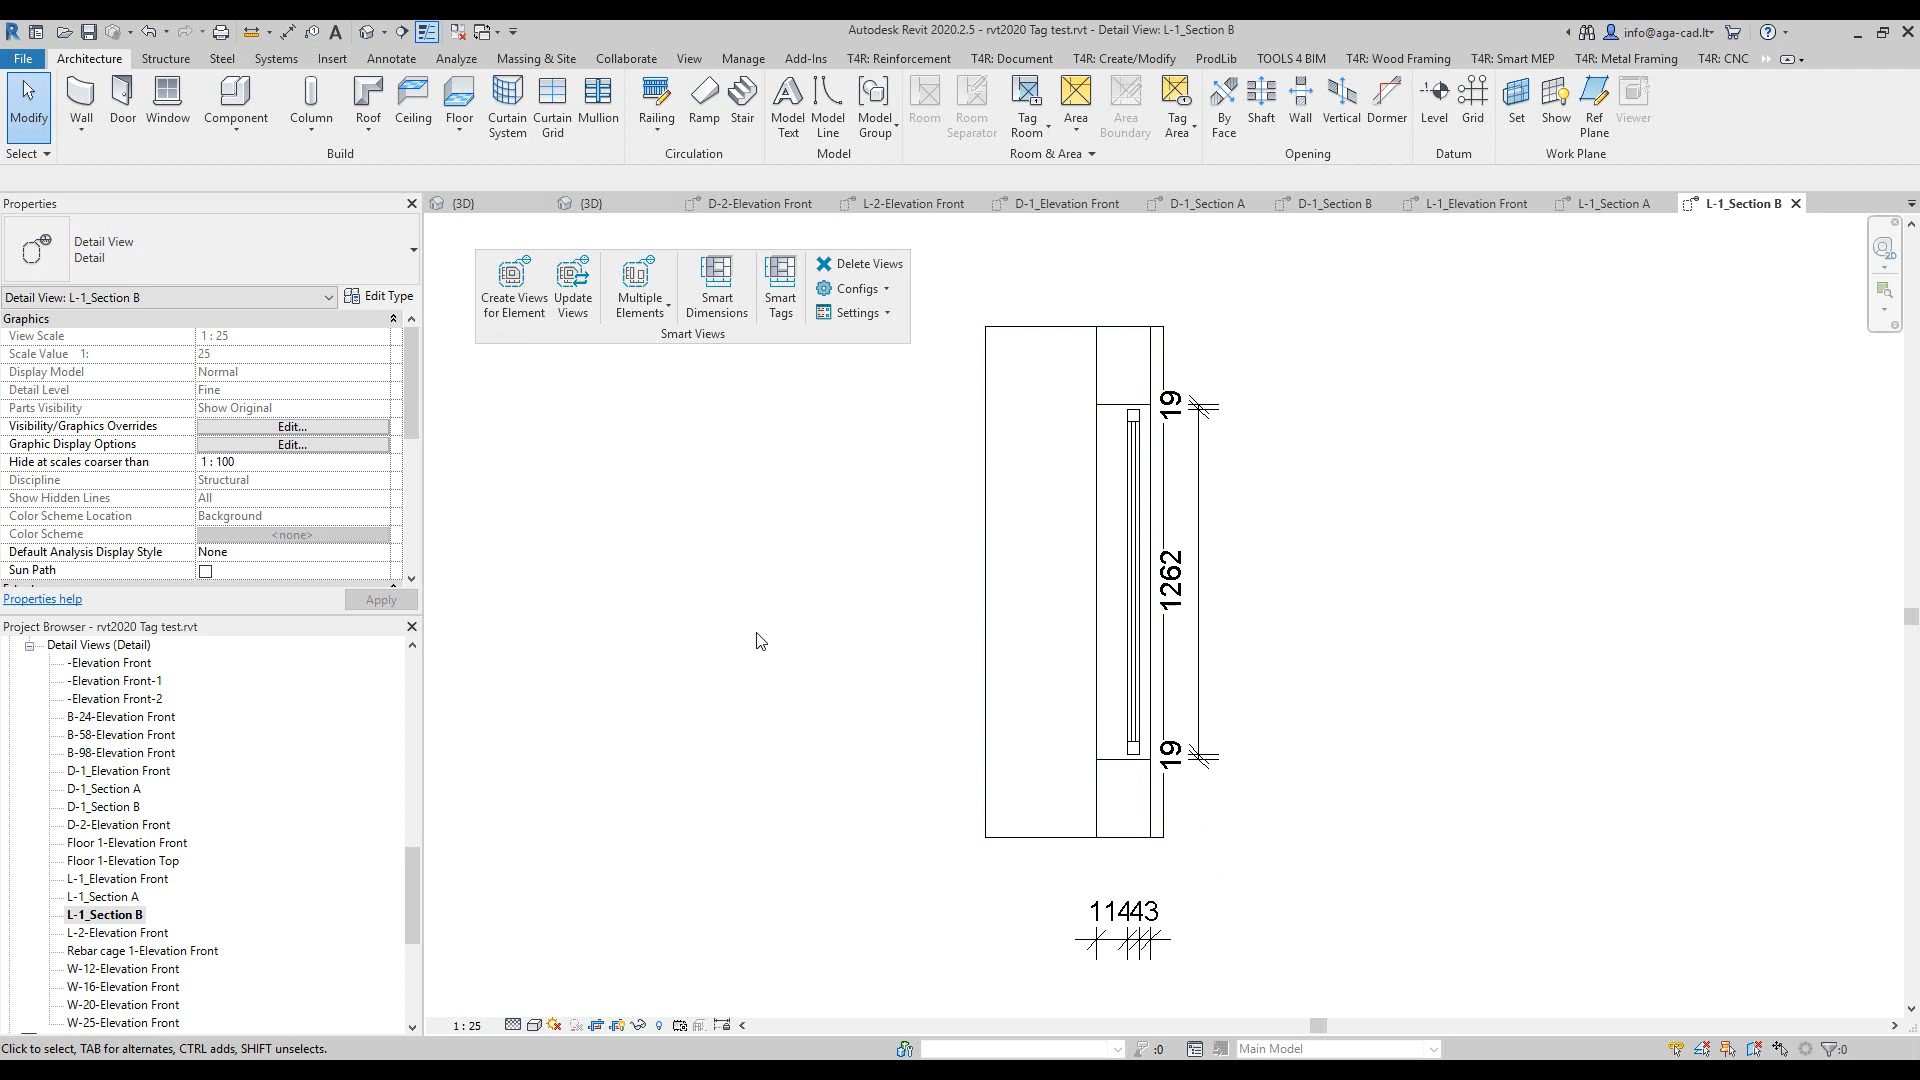 Autodesk Revit 2020.2.5 - rvt2020 Tag test.rvt - Detail View: L-1_Section B
info@aga-cad.lt
File Architecture Structure Steel Systems Insert Annotate Analyze Massing & Site Collaborate View Manage Add-Ins T4R: Reinforcement T4R: Document T4R: Create/Modify ProdLib TOOLS 4 BIM T4R: Wood Framing T4R: Smart MEP T4R: Metal Framing T4R: CNC
Modify Wall Door Window Component Column Roof Ceiling Floor Curtain System Curtain Grid Mullion Railing Ramp Stair Model Text Model Line Model Group Room Room Separator Tag Room Area Area Boundary Tag Area By Face Shaft Wall Vertical Dormer Level Grid Set Show Ref Plane Viewer
Select Build Circulation Model Room & Area Opening Datum Work Plane
Properties
{3D} {3D} D-2-Elevation Front L-2-Elevation Front D-1_Elevation Front D-1_Section A D-1_Section B L-1_Elevation Front L-1_Section A L-1_Section B
Detail View
Detail
Detail View: L-1_Section B Edit Type
Graphics
View Scale 1 : 25
Scale Value 1: 25
Display Model Normal
Detail Level Fine
Parts Visibility Show Original
Visibility/Graphics Overrides Edit...
Graphic Display Options Edit...
Hide at scales coarser than 1 : 100
Discipline Structural
Show Hidden Lines All
Color Scheme Location Background
Color Scheme <none>
Default Analysis Display Style None
Sun Path
Properties help Apply
Create Views for Element
Update Views
Multiple Elements
Smart Dimensions
Smart Tags
Delete Views
Configs
Settings
Smart Views
2D
19
1262
19
11443
Project Browser - rvt2020 Tag test.rvt
Detail Views (Detail)
-Elevation Front
-Elevation Front-1
-Elevation Front-2
B-24-Elevation Front
B-58-Elevation Front
B-98-Elevation Front
D-1_Elevation Front
D-1_Section A
D-1_Section B
D-2-Elevation Front
Floor 1-Elevation Front
Floor 1-Elevation Top
L-1_Elevation Front
L-1_Section A
L-1_Section B
L-2-Elevation Front
Rebar cage 1-Elevation Front
W-12-Elevation Front
W-16-Elevation Front
W-20-Elevation Front
W-25-Elevation Front
1 : 25
Click to select, TAB for alternates, CTRL adds, SHIFT unselects.
:0
Main Model
:0